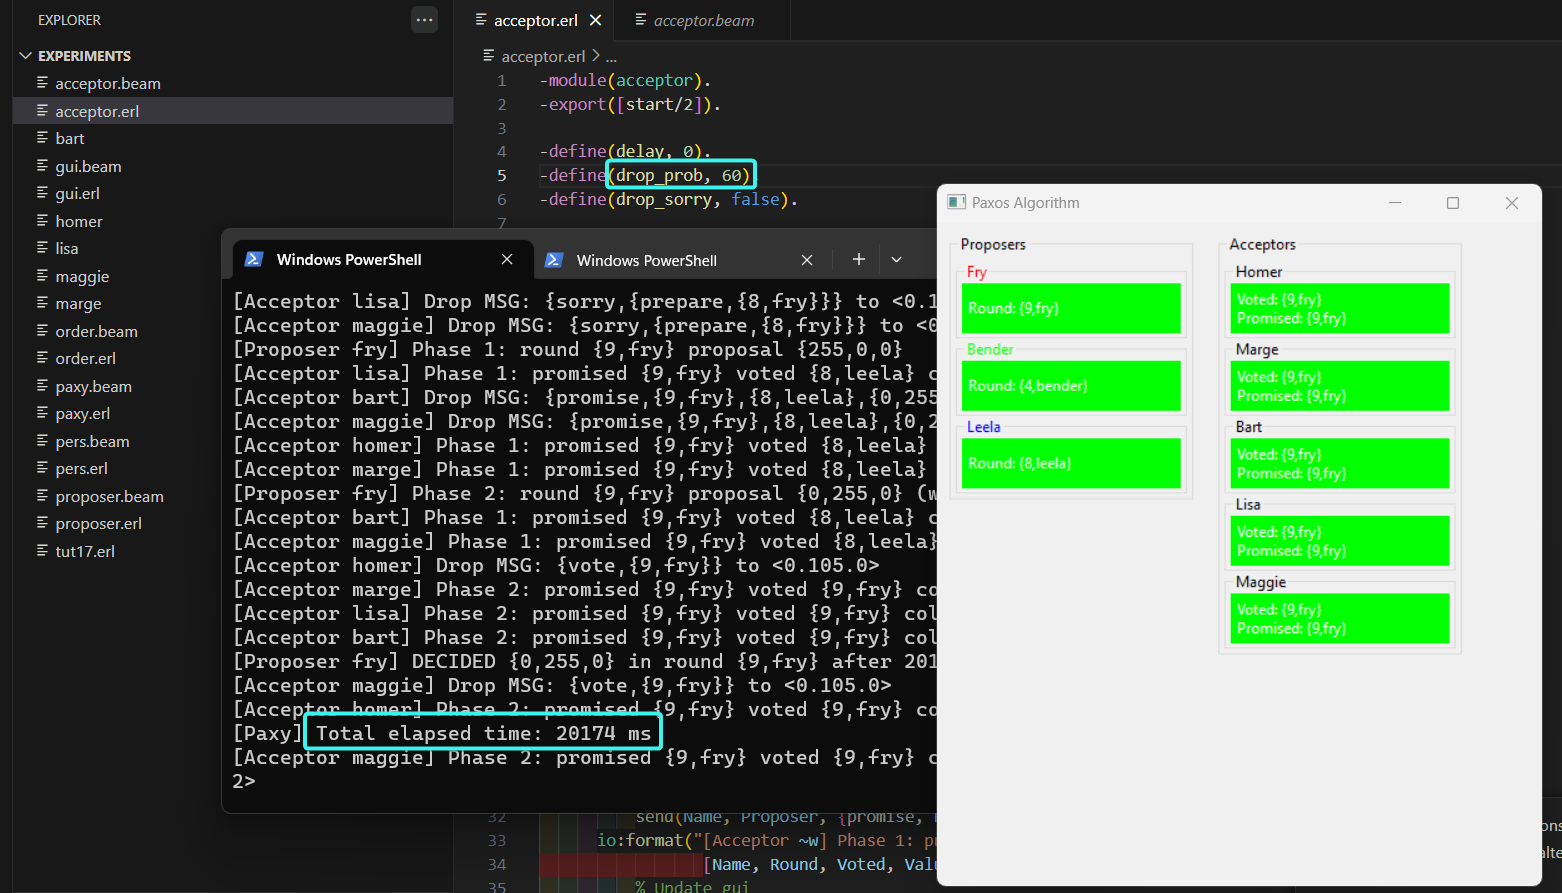 EXPLORER
EXPERIMENTS
acceptor.beam
acceptor.erl
bart
gui.beam
gui.erl
homer
lisa
maggie
marge
order.beam
order.erl
paxy.beam
paxy.erl
pers.beam
pers.erl
proposer.beam
proposer.erl
tut17.erl
acceptor.erl
acceptor.beam
acceptor.erl > ...
1 -module(acceptor).
2 -export([start/2]).
3
4 -define(delay, 0).
5 -define(drop_prob, 60)
6 -define(drop_sorry, false).
7
Windows PowerShell
Windows PowerShell
[Acceptor lisa] Drop MSG: {sorry,{prepare,{8,fry}}} to <0.1
[Acceptor maggie] Drop MSG: {sorry,{prepare,{8,fry}}} to <0
[Proposer fry] Phase 1: round {9,fry} proposal {255,0,0}
[Acceptor lisa] Phase 1: promised {9,fry} voted {8,leela} c
[Acceptor bart] Drop MSG: {promise,{9,fry},{8,leela},{0,255
[Acceptor maggie] Drop MSG: {promise,{9,fry},{8,leela},{0,2
[Acceptor homer] Phase 1: promised {9,fry} voted {8,leela}
[Acceptor marge] Phase 1: promised {9,fry} voted {8,leela}
[Proposer fry] Phase 2: round {9,fry} proposal {0,255,0} (w
[Acceptor bart] Phase 1: promised {9,fry} voted {8,leela} c
[Acceptor maggie] Phase 1: promised {9,fry} voted {8,leela}
[Acceptor homer] Drop MSG: {vote,{9,fry}} to <0.105.0>
[Acceptor marge] Phase 2: promised {9,fry} voted {9,fry} co
[Acceptor lisa] Phase 2: promised {9,fry} voted {9,fry} col
[Acceptor bart] Phase 2: promised {9,fry} voted {9,fry} col
[Proposer fry] DECIDED {0,255,0} in round {9,fry} after 201
[Acceptor maggie] Drop MSG: {vote,{9,fry}} to <0.105.0>
[Acceptor homer] Phase 2: promised {9,fry} voted {9,fry} co
[Paxy] Total elapsed time: 20174 ms
[Acceptor maggie] Phase 2: promised {9,fry} voted {9,fry} c
2>
Paxos Algorithm
Proposers
Fry
Round: {9,fry}
Bender
Round: {4,bender}
Leela
Round: {8,leela}
Acceptors
Homer
Voted: {9,fry}
Promised: {9,fry}
Marge
Voted: {9,fry}
Promised: {9,fry}
Bart
Voted: {9,fry}
Promised: {9,fry}
Lisa
Voted: {9,fry}
Promised: {9,fry}
Maggie
Voted: {9,fry}
Promised: {9,fry}
32 send(Name, Proposer, {promise,
33 io:format("[Acceptor ~w] Phase 1: p
34 [Name, Round, Voted, Val
35 % Update gui
ons
alte